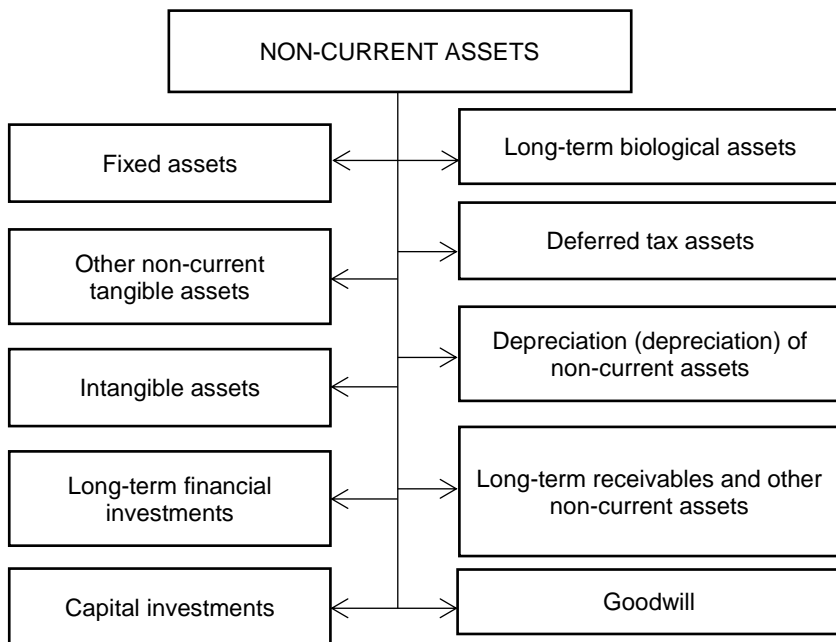 NON-CURRENT ASSETS
Fixed assets
Long-term biological assets
Other non-current
tangible assets
Deferred tax assets
Intangible assets
Depreciation (depreciation) of
non-current assets
Long-term financial
investments
Long-term receivables and other
non-current assets
Capital investments
Goodwill